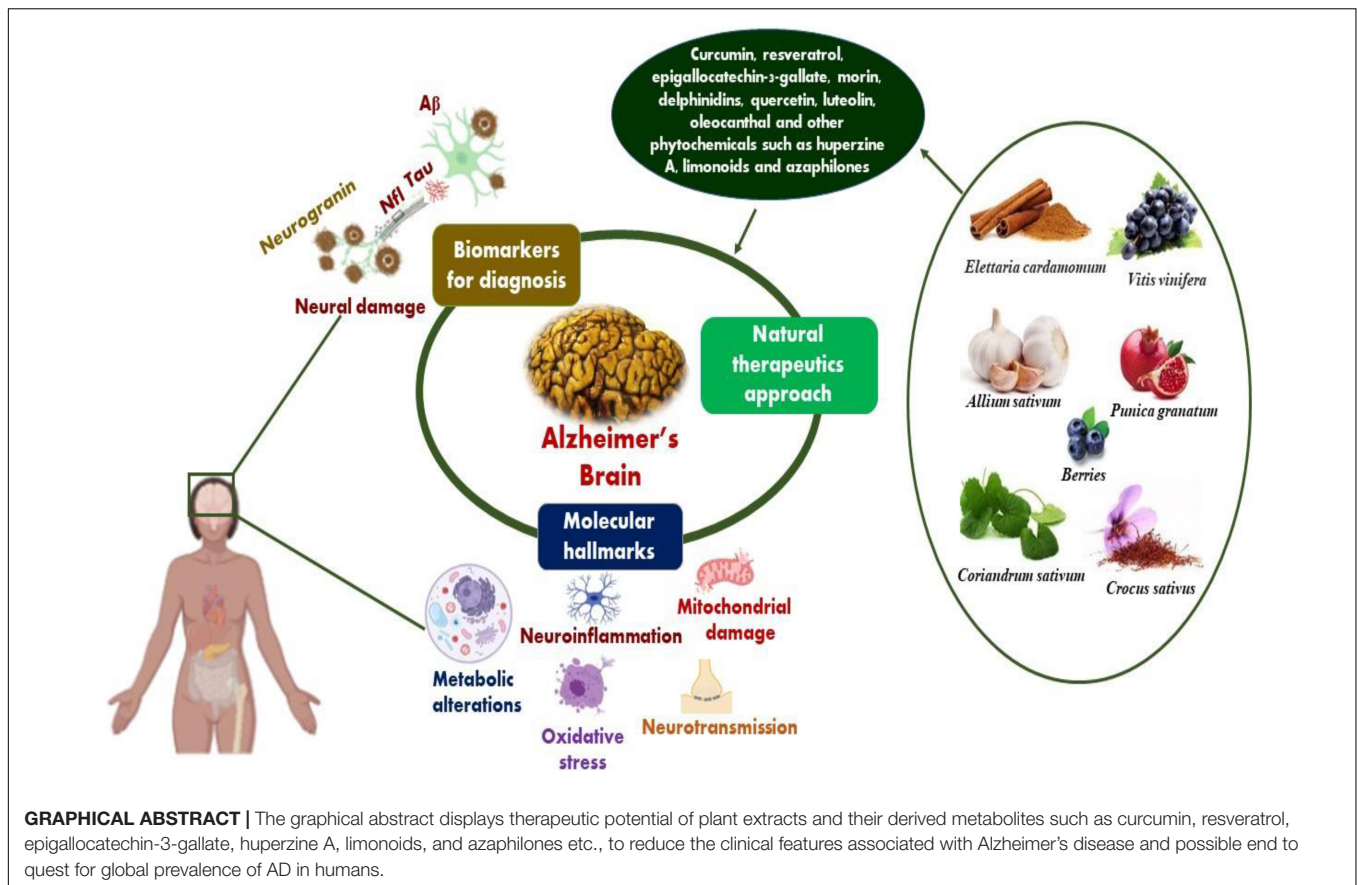 Curcumin, resveratrol,
epigallocatechin-3-gallate, morin,
delphinidins, quercetin, luteolin,
oleocanthal and other
phytochemicals such as huperzine
A, limonoids and azaphilones
Aβ
Nfl Tau
Neurogranin
Neural damage
Biomarkers
for diagnosis
Natural
therapeutics
approach
Alzheimer's
Brain
Molecular
hallmarks
Metabolic
alterations
Neuroinflammation
Mitochondrial
damage
Oxidative
stress
Neurotransmission
Elettaria cardamomum
Vitis vinifera
Allium sativum
Punica granatum
Berries
Coriandrum sativum
Crocus sativus
GRAPHICAL ABSTRACT | The graphical abstract displays therapeutic potential of plant extracts and their derived metabolites such as curcumin, resveratrol,
epigallocatechin-3-gallate, huperzine A, limonoids, and azaphilones etc., to reduce the clinical features associated with Alzheimer's disease and possible end to
quest for global prevalence of AD in humans.